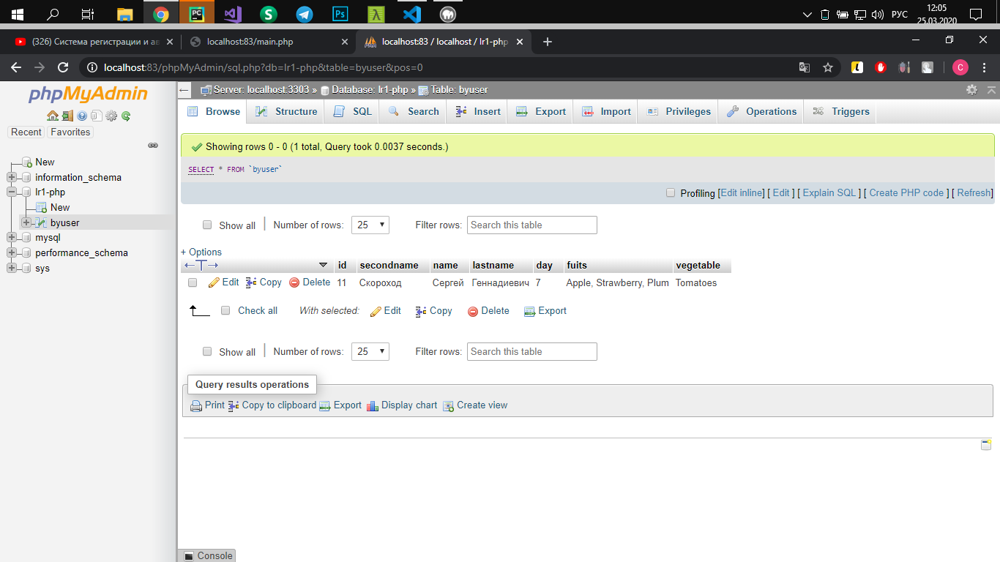 12:05
РУС
25.03.2020
(326) Система регистрации и ав
localhost:83/main.php
localhost:83 / localhost / lr1-php
localhost:83/phpMyAdmin/sql.php?db=lr1-php&table=byuser&pos=0
C
phpMyAdmin
Recent Favorites
New
information_schema
lr1-php
New
byuser
mysql
performance_schema
sys
Server: localhost:3303 » Database: lr1-php » Table: byuser
Browse Structure SQL Search Insert Export Import Privileges Operations Triggers
Showing rows 0 - 0 (1 total, Query took 0.0037 seconds.)
SELECT * FROM `byuser`
Profiling [Edit inline] [ Edit ] [ Explain SQL ] [ Create PHP code ] [ Refresh]
Show all Number of rows: 25 Filter rows: Search this table
+ Options
id secondname name lastname day fuits vegetable
Edit Copy Delete 11 Скороход Сергей Геннадиевич 7 Apple, Strawberry, Plum Tomatoes
Check all With selected: Edit Copy Delete Export
Show all Number of rows: 25 Filter rows: Search this table
Query results operations
Print Copy to clipboard Export Display chart Create view
Console